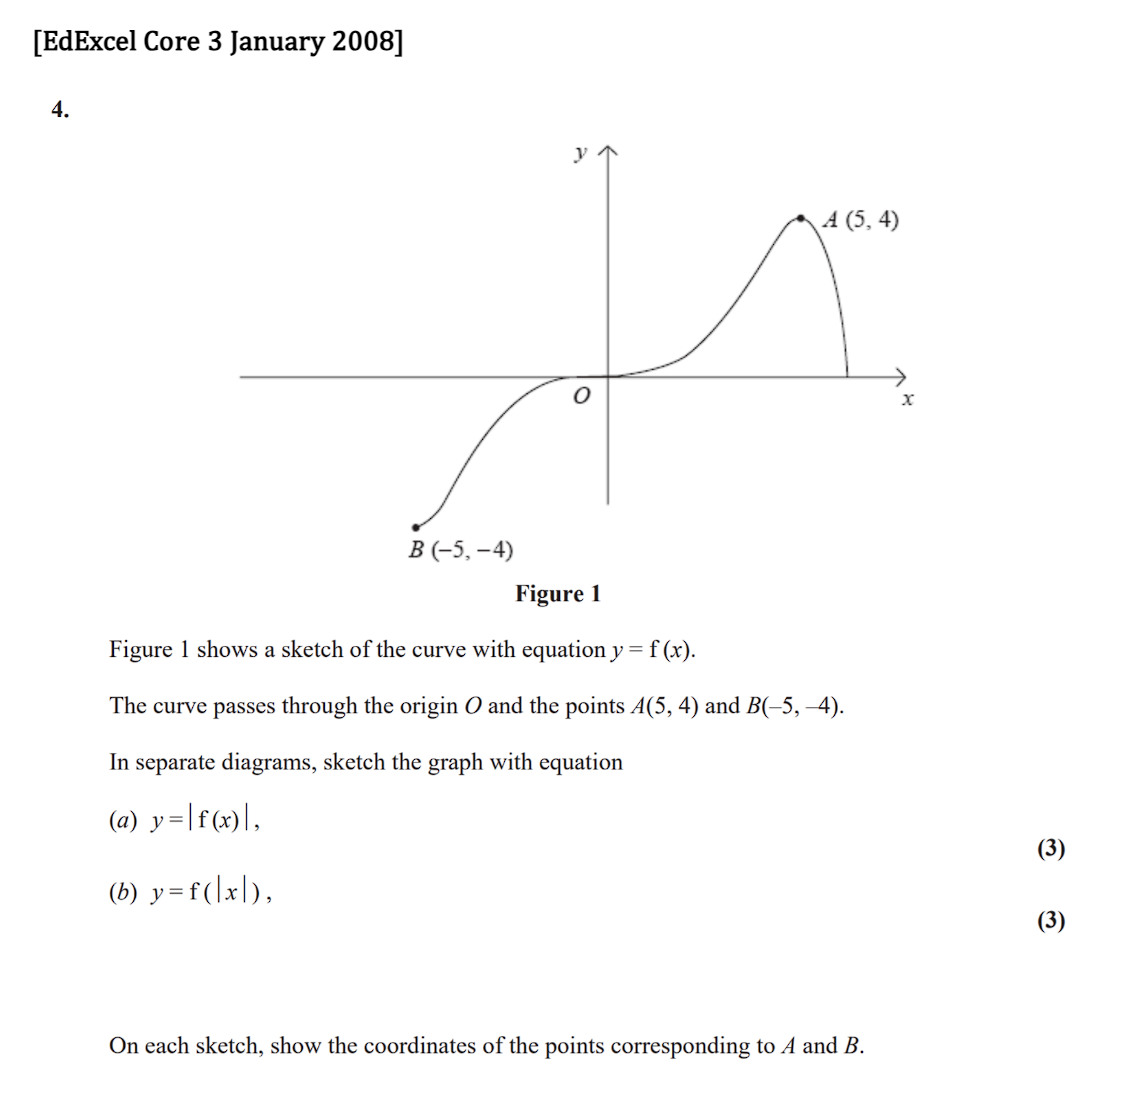 [EdExcel Core 3 January 2008]
4.
y
A (5, 4)
O
x
B (–5, –4)
Figure 1
Figure 1 shows a sketch of the curve with equation y = f (x).
The curve passes through the origin O and the points A(5, 4) and B(–5, –4).
In separate diagrams, sketch the graph with equation
(a) y = |f (x)|,
(3)
(b) y = f (|x|),
(3)
On each sketch, show the coordinates of the points corresponding to A and B.